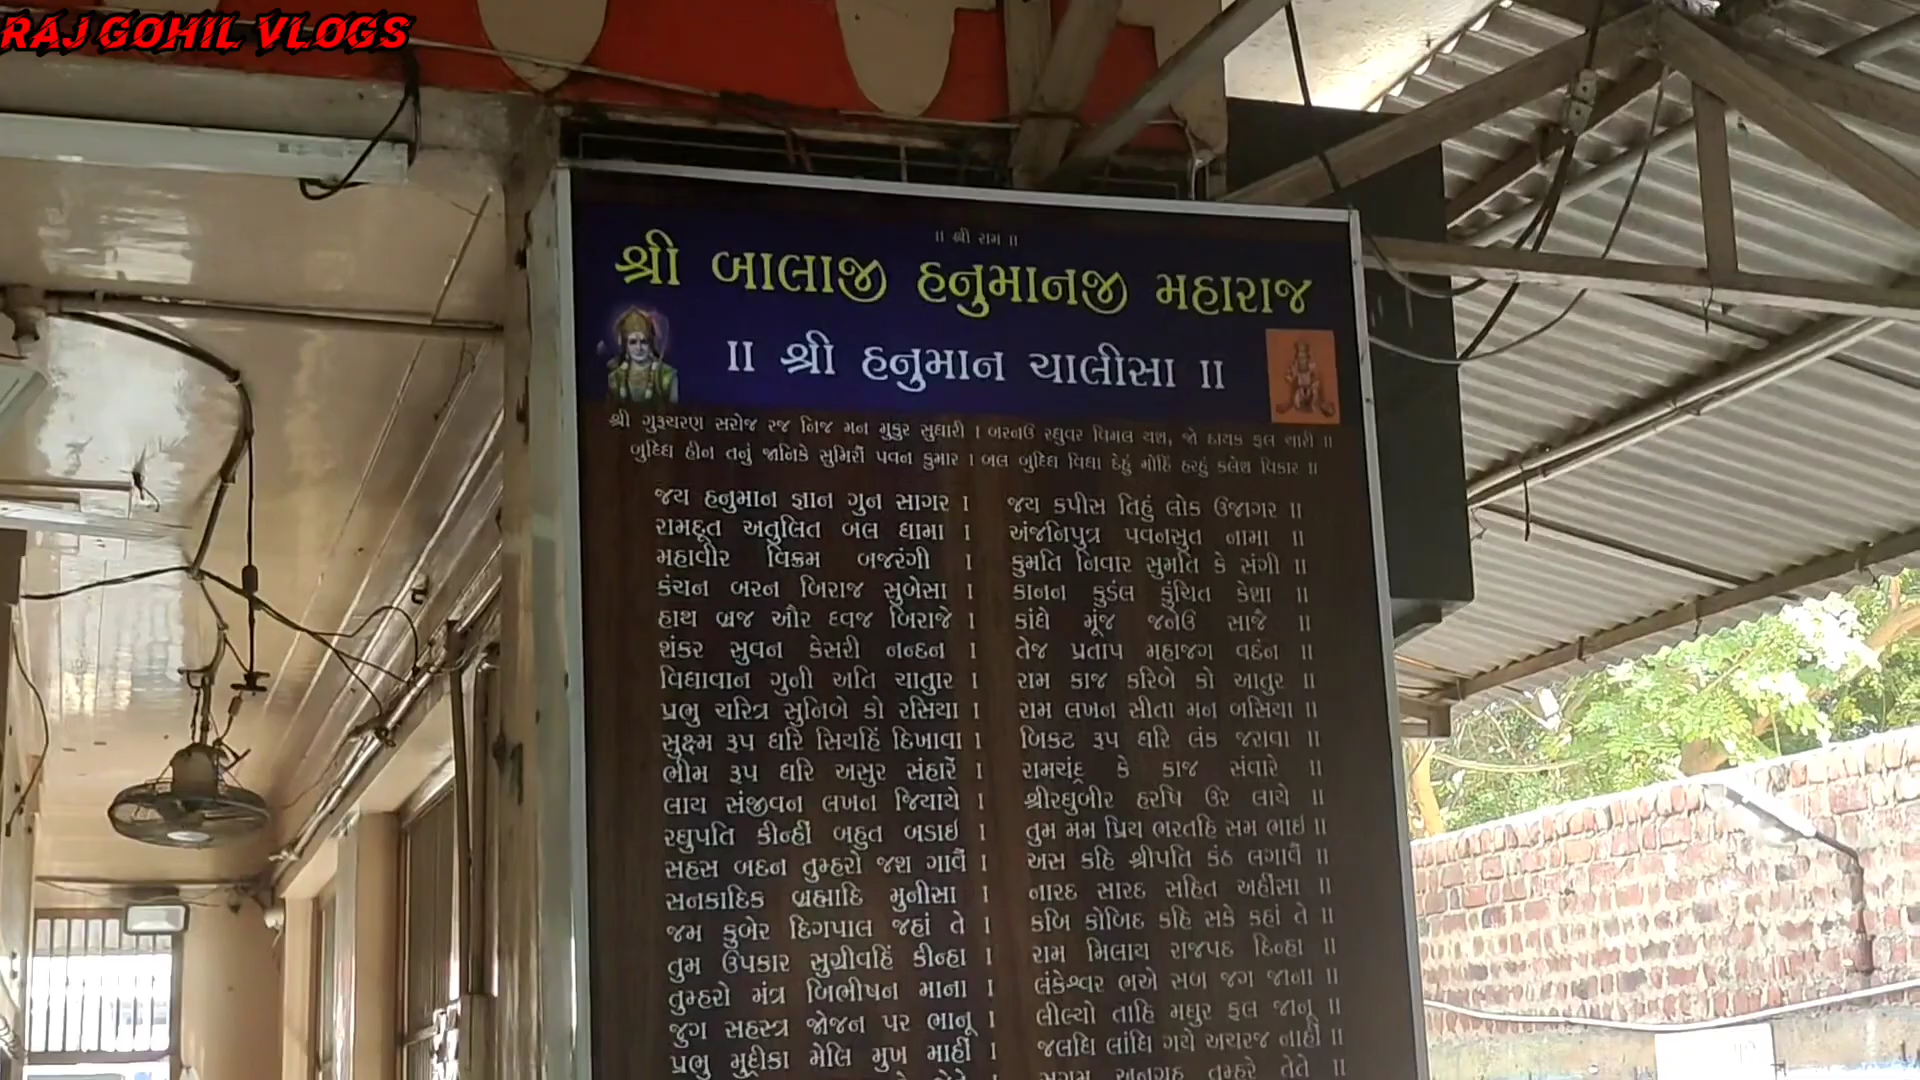 RAJ GOHIL VLOGS
॥ શ્રી રામ ॥
શ્રી બાલાજી હનુમાનજી મહારાજ
॥ શ્રી હનુમાન ચાલીસા ॥
શ્રી ગુરૂચરણ સરોજ રજ નિજ મન મુકુર સુધારી । બરનઉ રઘુવર વિમલ યશ, જો દાયક ફલ ચારી ॥
બુધ્ધિ હીન તનું જાનિકે સુમિરૌં પવન કુમાર । બલ બુધ્ધિ વિદ્યા દેહું મોહિં હરહું કલેશ વિકાર ॥
જય હનુમાન જ્ઞાન ગુન સાગર । જય કપીસ તિહું લોક ઉજાગર ॥
રામદૂત અતુલિત બલ ધામા । અંજનિપુત્ર પવનસુત નામા ॥
મહાવીર વિક્રમ બજરંગી । કુમતિ નિવાર સુમતિ કે સંગી ॥
કંચન બરન બિરાજ સુબેસા । કાનન કુડંલ કુંચિત કેશા ॥
હાથ બ્રજ ઔર ધ્વજ બિરાજે । કાંધે મૂંજ જનેઉ સાજૈ ॥
શંકર સુવન કેસરી નન્દન । તેજ પ્રતાપ મહાજગ વદંન ॥
વિદ્યાવાન ગુની અતિ ચાતુાર । રામ કાજ કરિબે કો આતુર ॥
પ્રભુ ચરિત્ર સુનિબે કો રસિયા । રામ લખન સીતા મન બસિયા ॥
સુક્ષ્મ રૂપ ધરિ સિયહિં દિખાવા । બિકટ રૂપ ધરિ લંક જરાવા ॥
ભીમ રૂપ ધરિ અસુર સંહારેં । રામચંદ્ર કે કાજ સંવારે ॥
લાય સંજીવન લખન જિયાયે । શ્રીરઘુબીર હરષિ ઉર લાયે ॥
રઘુપતિ કીન્હીં બહુત બડાઇ । તુમ મમ પ્રિય ભરતહિ સમ ભાઇ ॥
સહસ બદન તુમ્હરો જશ ગાવૈં । અસ કહિ શ્રીપતિ કંઠ લગાવૈં ॥
સનકાદિક બ્રહ્માદિ મુનીસા । નારદ સારદ સહિત અહીંસા ॥
જમ કુબેર દિગપાલ જહાં તે । કબિ કોબિદ કહિ સકે કહાં તે ॥
તુમ ઉપકાર સુગ્રીવહિં કીન્હા । રામ મિલાય રાજપદ દિન્હા ॥
તુમ્હરો મંત્ર બિભીષન માના । લંકેશ્વર ભએ સબ જગ જાના ॥
જુગ સહસ્ત્ર જોજન પર ભાનૂ । લીલ્યો તાહિ મધુર ફલ જાનૂ ॥
પ્રભુ મુદ્રીકા મેલિ મુખ માહીં । જલધિ લાંધિ ગયે અચરજ નાહીં ॥
તુમ્હરે તેતે ॥